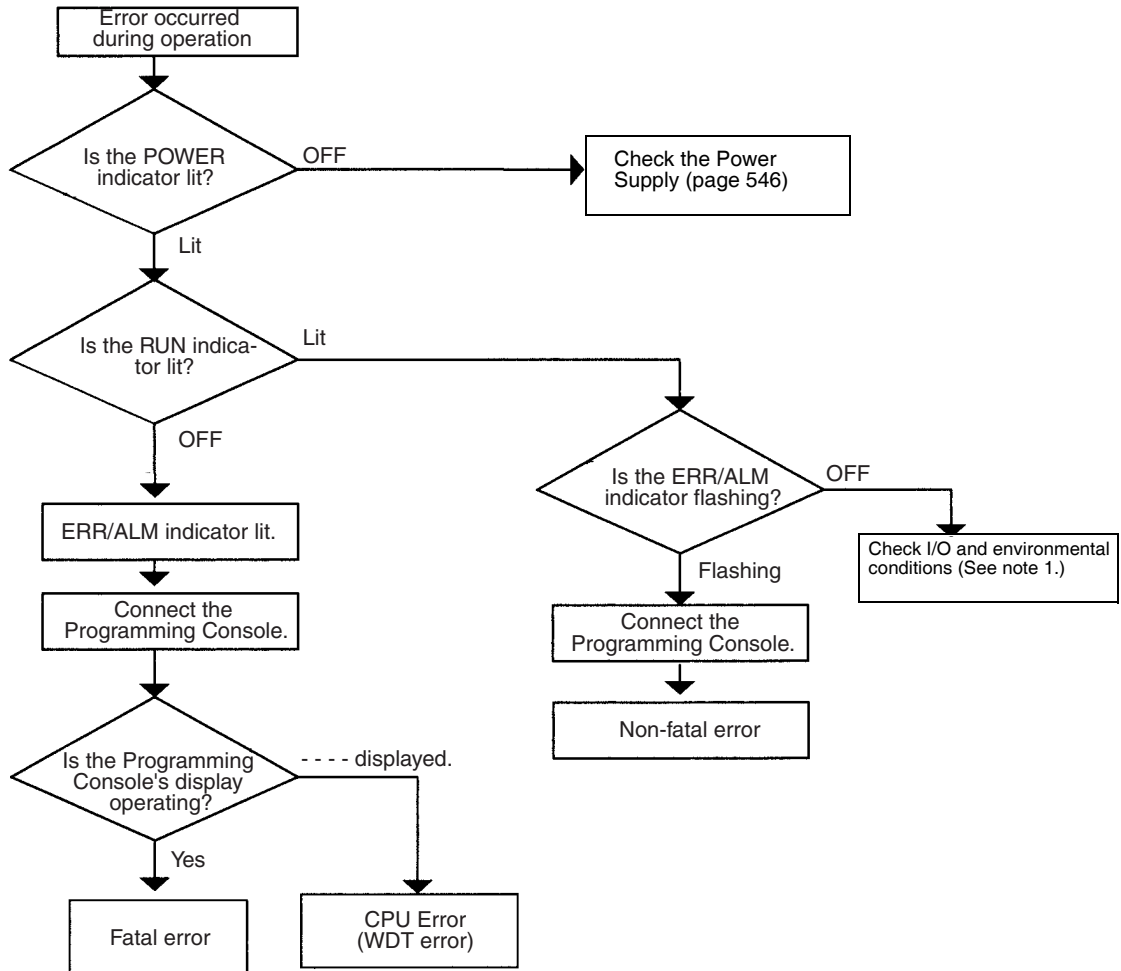 Error occurred
during operation
Is the POWER
indicator lit?
OFF
Check the Power
Supply (page 546)
Lit
Is the RUN indica-
tor lit?
Lit
OFF
Is the ERR/ALM
indicator flashing?
OFF
ERR/ALM indicator lit.
Check I/O and environmental
conditions (See note 1.)
Flashing
Connect the
Programming Console.
Connect the
Programming Console.
Non-fatal error
Is the Programming
Console's display
operating?
- - - - displayed.
Yes
Fatal error
CPU Error
(WDT error)